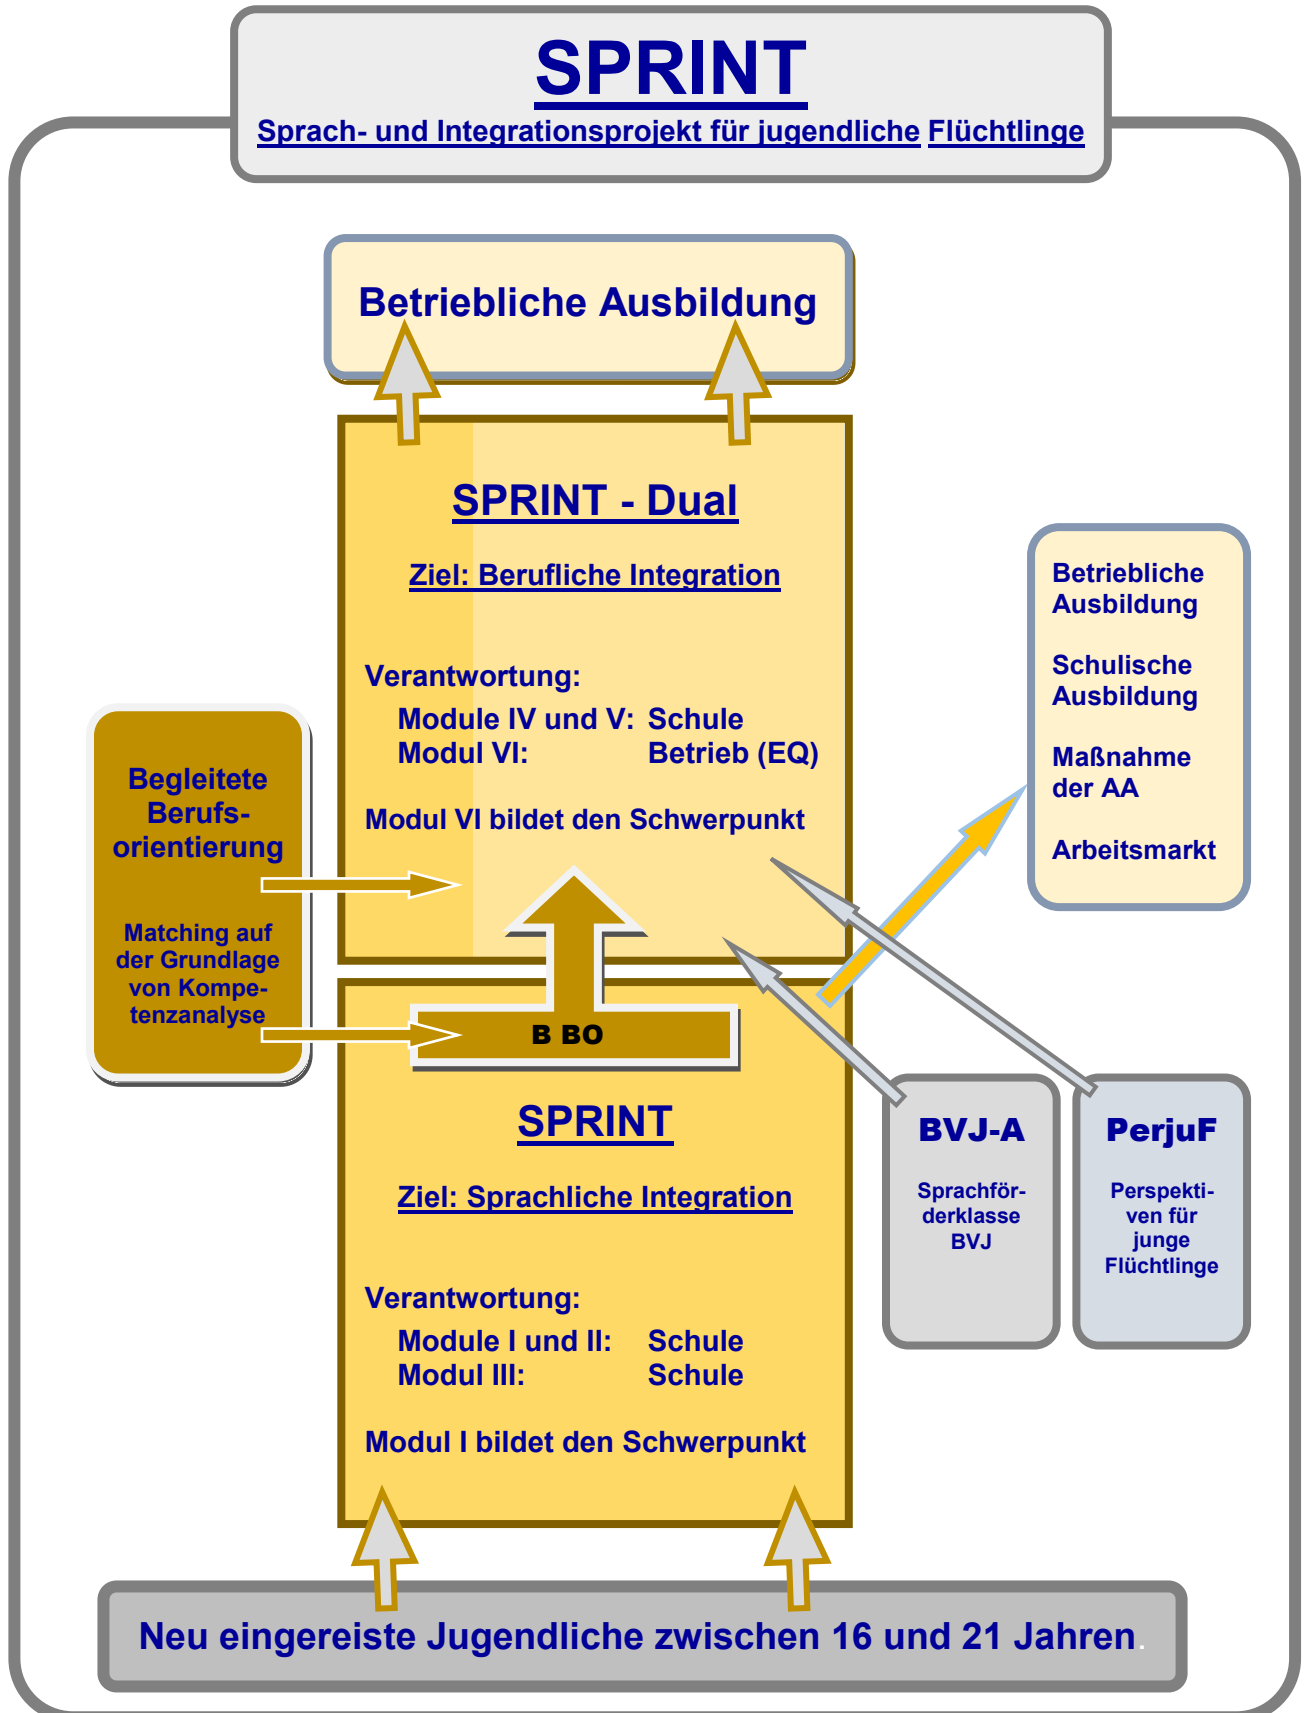 SPRINT
Sprach- und Integrationsprojekt für jugendliche Flüchtlinge
Betriebliche Ausbildung
SPRINT - Dual
Ziel: Berufliche Integration
Verantwortung:
Module IV und V: Schule
Modul VI: Betrieb (EQ)
Modul VI bildet den Schwerpunkt
Betriebliche
Ausbildung
Schulische
Ausbildung
Maßnahme
der AA
Arbeitsmarkt
Begleitete
Berufs-
orientierung
Matching auf
der Grundlage
von Kompe-
tenzanalyse
B BO
SPRINT
Ziel: Sprachliche Integration
Verantwortung:
Module I und II: Schule
Modul III: Schule
Modul I bildet den Schwerpunkt
BVJ-A
Sprachför-
derklasse
BVJ
PerjuF
Perspekti-
ven für
junge
Flüchtlinge
Neu eingereiste Jugendliche zwischen 16 und 21 Jahren.